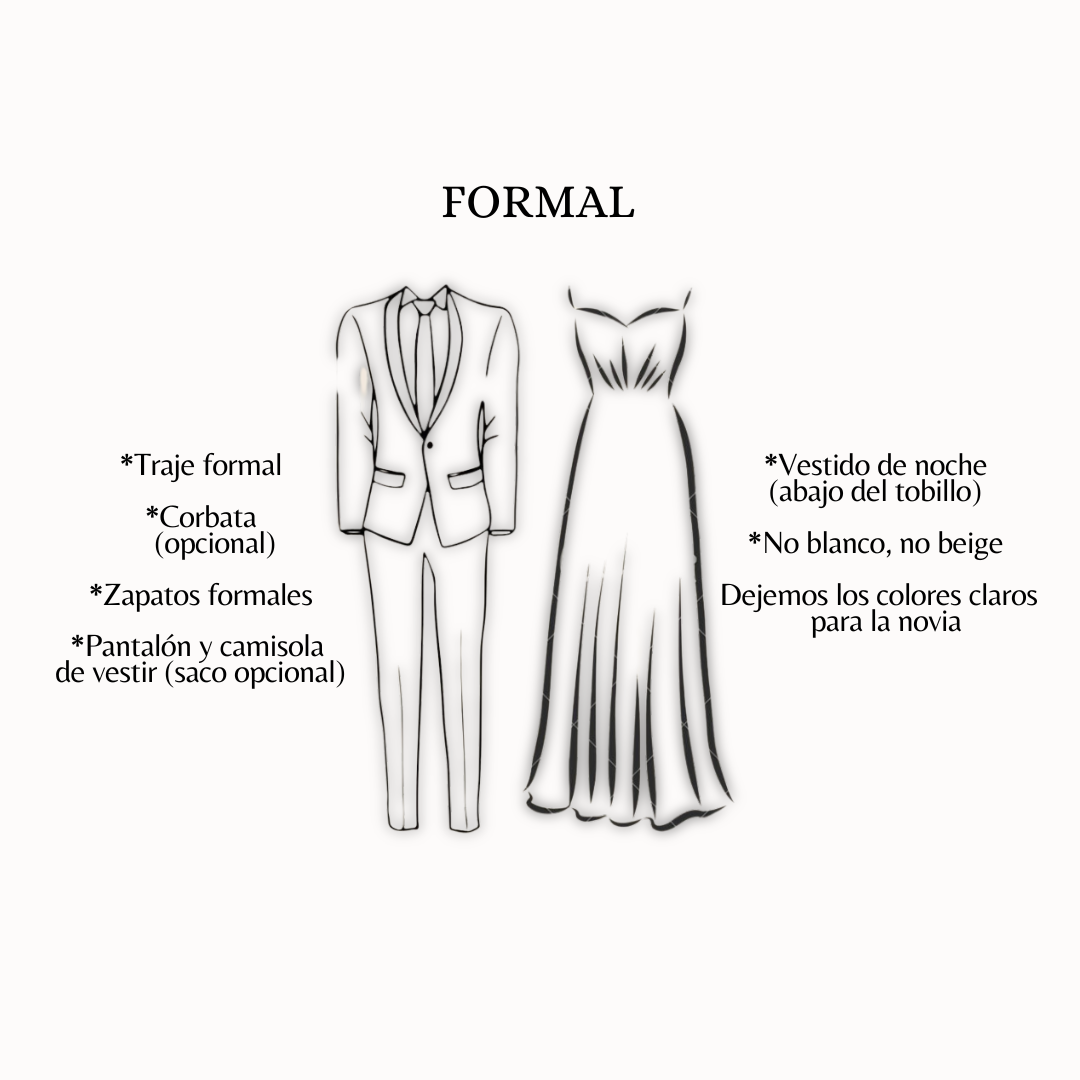 FORMAL
*Traje formal
*Corbata
(opcional)
*Zapatos formales
*Pantalón y camisola
de vestir (saco opcional)
*Vestido de noche
(abajo del tobillo)
*No blanco, no beige
Dejemos los colores claros
para la novia